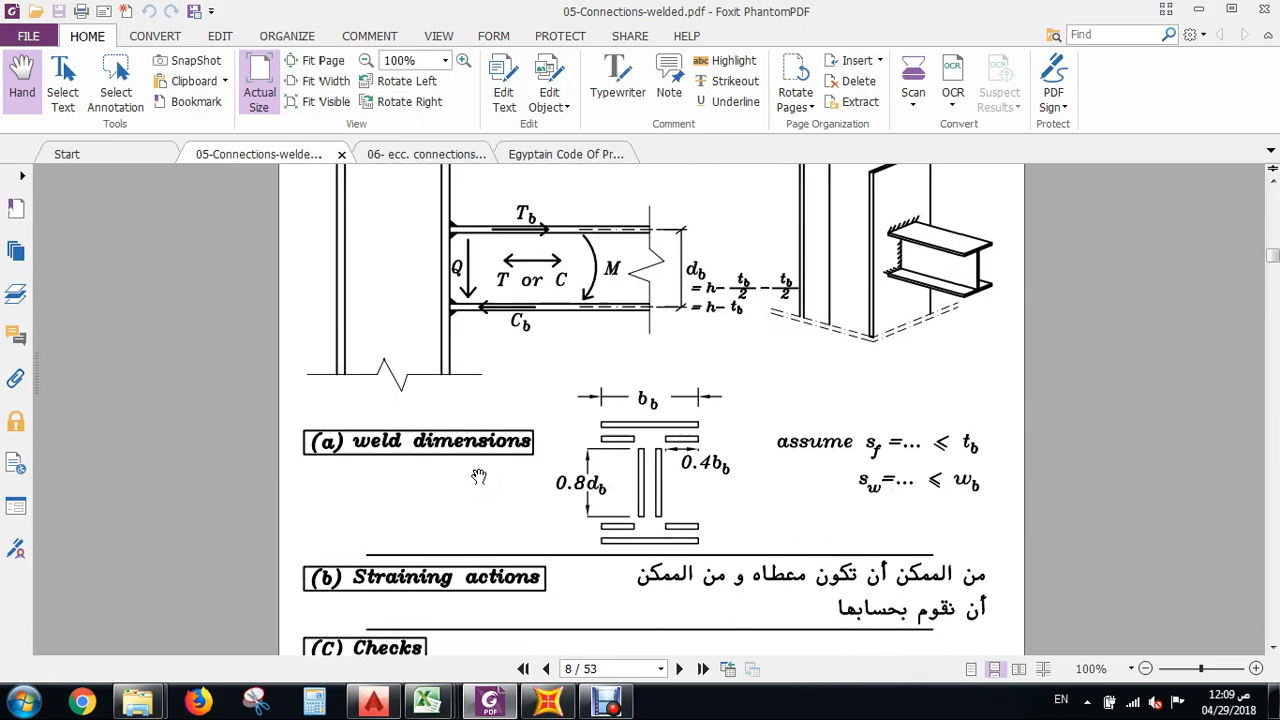 05-Connections-welded.pdf - Foxit PhantomPDF
FILE HOME CONVERT EDIT ORGANIZE COMMENT VIEW FORM PROTECT SHARE HELP Find
Hand
Select Text
Select Annotation
SnapShot
Clipboard
Bookmark
Tools
Actual Size
Fit Page
Fit Width
Fit Visible
100%
Rotate Left
Rotate Right
View
Edit Text
Edit Object
Edit
Typewriter
Note
Highlight
Strikeout
Underline
Comment
Rotate Pages
Insert
Delete
Extract
Page Organization
Scan
OCR
Suspect Results
Convert
PDF Sign
Protect
Start 05-Connections-welde... 06- ecc. connections... Egyptain Code Of Pr...
T_b
Q T or C M d_b
= h- t_b/2 - t_b/2
= h- t_b
C_b
b_b
(a) weld dimensions
assume s_f =... ⩽ t_b
0.4b_b
0.8d_b
s_w=... ⩽ w_b
(b) Straining actions
من الممكن أن تكون معطاه و من الممكن
أن نقوم بحسابها
(C) Checks
8 / 53 100%
PDF
EN 12:09 ص
04/29/2018